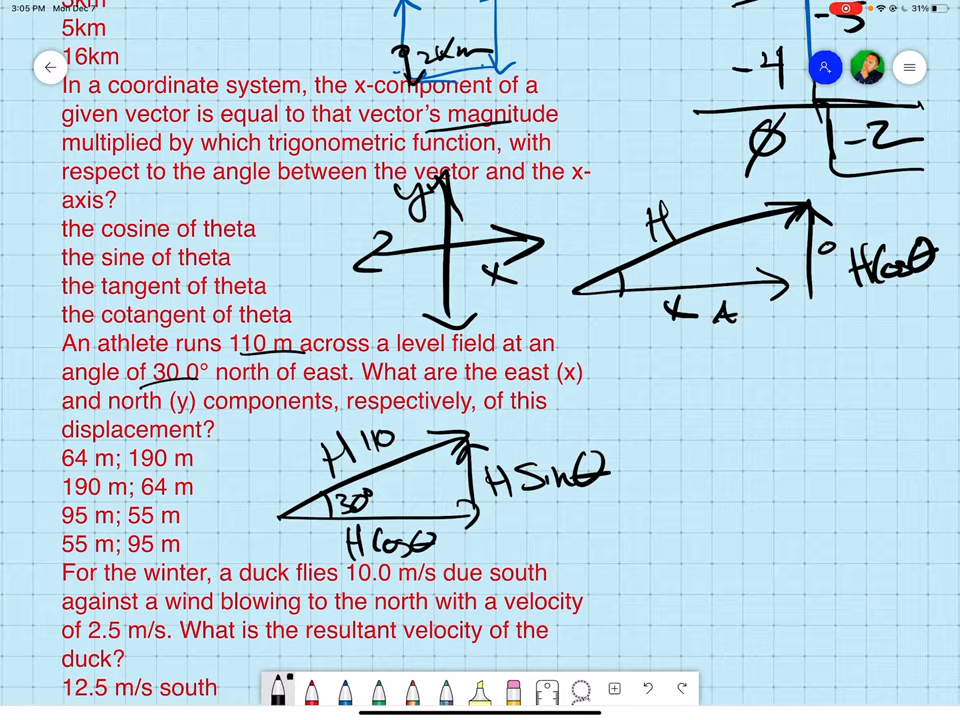 3:05 PM Mon Dec 7
31%
3km
5km
16km
2km
-5
-4
0
-2
In a coordinate system, the x-component of a
given vector is equal to that vector's magnitude
multiplied by which trigonometric function, with
respect to the angle between the vector and the x-
axis?
the cosine of theta
the sine of theta
the tangent of theta
the cotangent of theta
y
x
H
O
Hcosθ
x A
An athlete runs 110 m across a level field at an
angle of 30.0° north of east. What are the east (x)
and north (y) components, respectively, of this
displacement?
64 m; 190 m
190 m; 64 m
95 m; 55 m
55 m; 95 m
H 110
30°
H Sinθ
H Cosθ
For the winter, a duck flies 10.0 m/s due south
against a wind blowing to the north with a velocity
of 2.5 m/s. What is the resultant velocity of the
duck?
12.5 m/s south